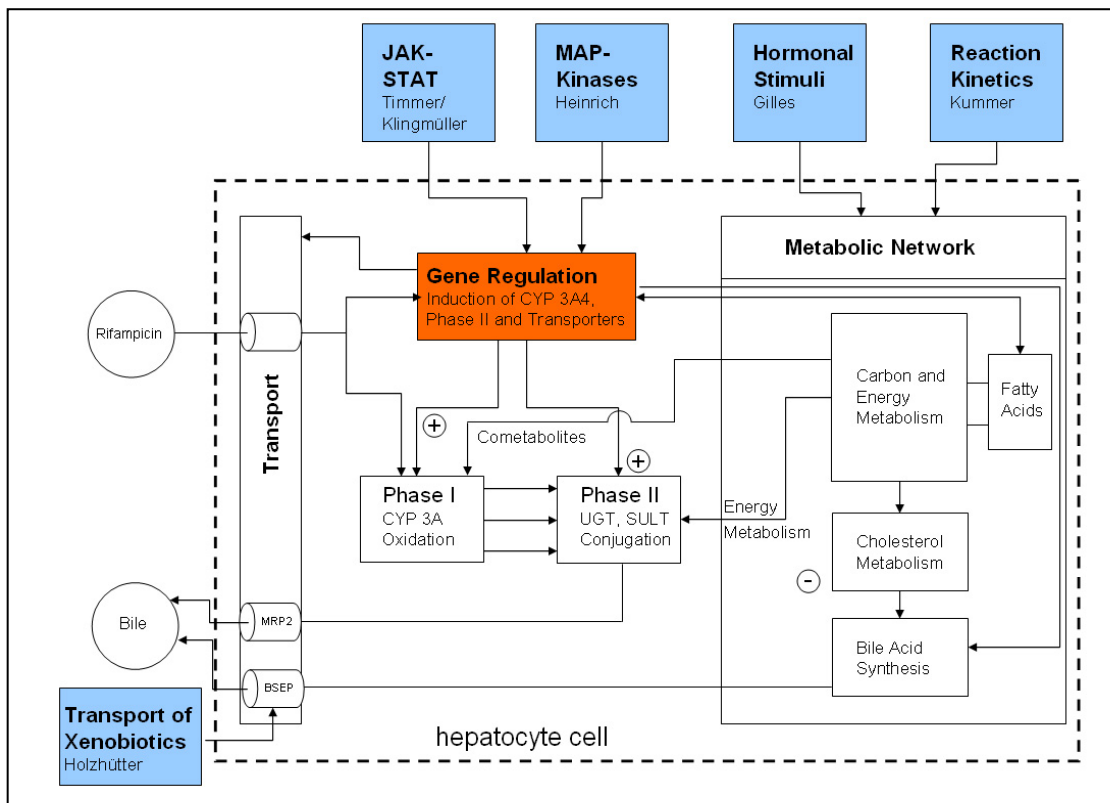 JAK-
STAT
Timmer/
Klingmüller
MAP-
Kinases
Heinrich
Hormonal
Stimuli
Gilles
Reaction
Kinetics
Kummer
Metabolic Network
Gene Regulation
Induction of CYP 3A4,
Phase II and Transporters
Rifampicin
Transport
Carbon and
Energy
Metabolism
Fatty
Acids
+
Cometabolites
+
Phase I
CYP 3A
Oxidation
Phase II
UGT, SULT
Conjugation
Energy
Metabolism
Cholesterol
Metabolism
-
Bile
MRP2
Bile Acid
Synthesis
BSEP
Transport of
Xenobiotics
Holzhütter
hepatocyte cell